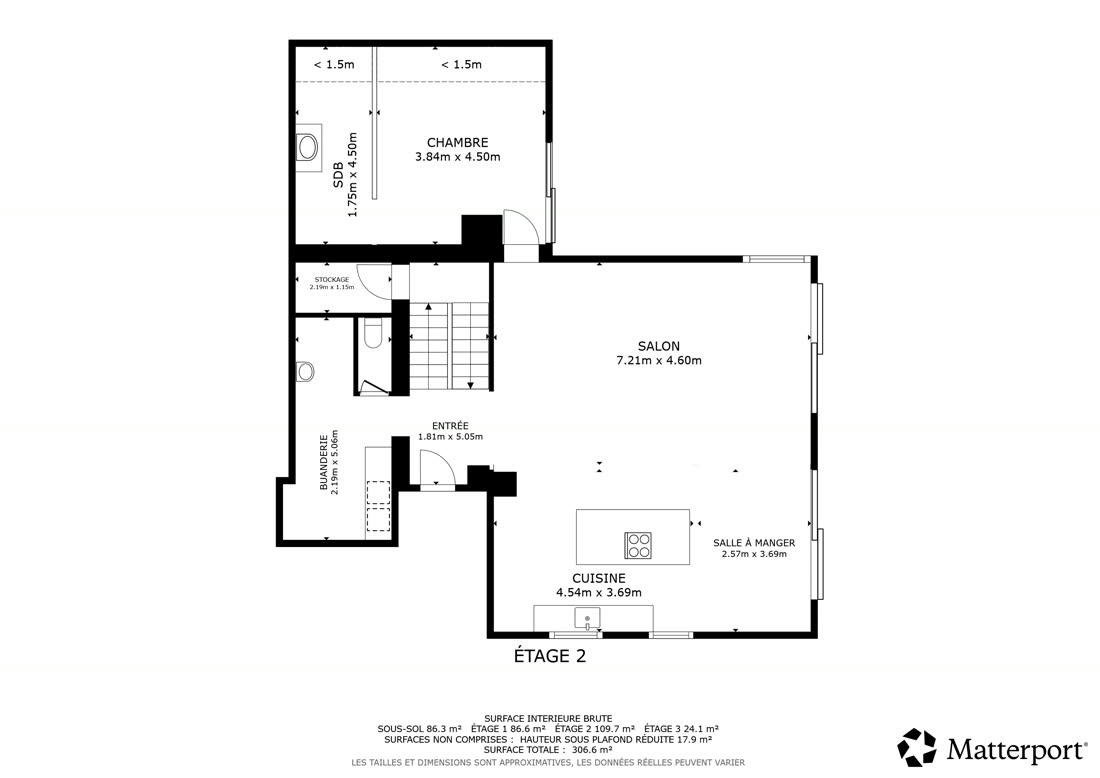 < 1.5m
< 1.5m
CHAMBRE
3.84m x 4.50m
SDB
1.75m x 4.50m
STOCKAGE
2.19m x 1.15m
SALON
7.21m x 4.60m
ENTRÉE
1.81m x 5.05m
BUANDERIE
2.19m x 5.06m
SALLE À MANGER
2.57m x 3.69m
CUISINE
4.54m x 3.69m
ÉTAGE 2
SURFACE INTERIEURE BRUTE
SOUS-SOL 86.3 m² ÉTAGE 1 86.6 m² ÉTAGE 2 109.7 m² ÉTAGE 3 24.1 m²
SURFACES NON COMPRISES : HAUTEUR SOUS PLAFOND RÉDUITE 17.9 m²
SURFACE TOTALE : 306.6 m²
LES TAILLES ET DIMENSIONS SONT APPROXIMATIVES, LES DONNÉES RÉELLES PEUVENT VARIER
Matterport®